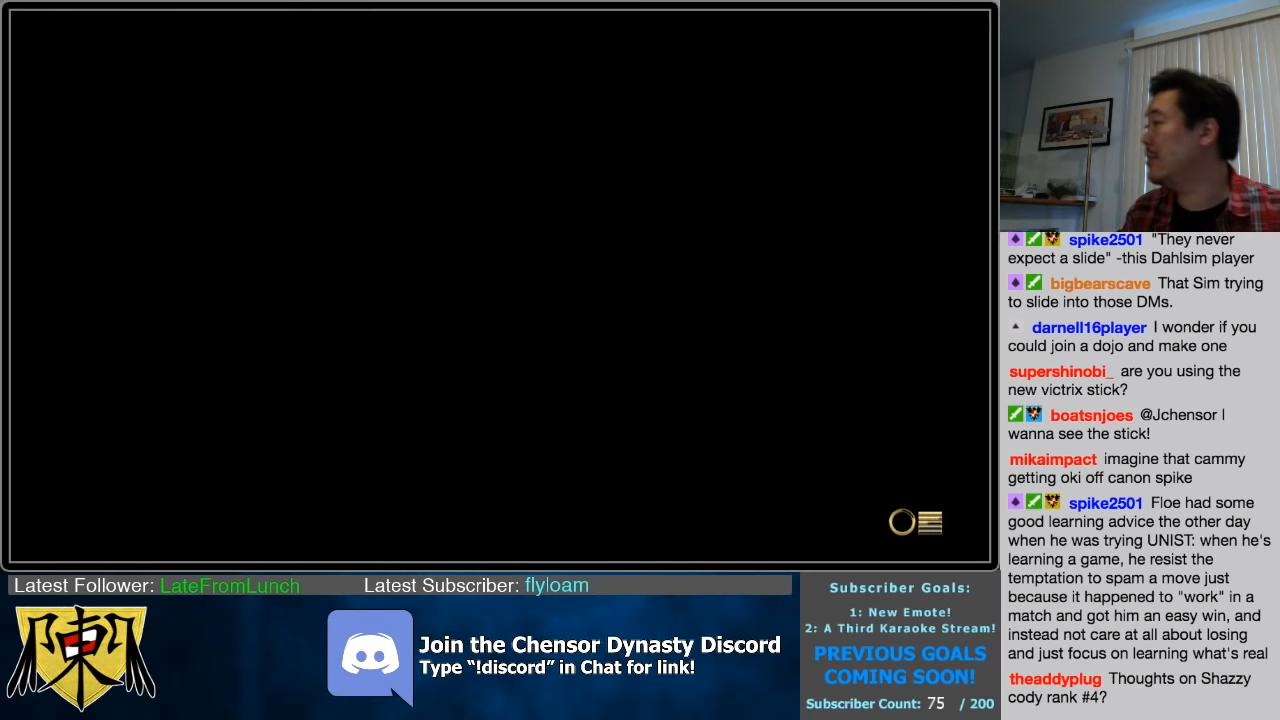 spike2501 "They never
expect a slide" -this Dahlsim player
bigbearscave That Sim trying
to slide into those DMs.
darnell16player I wonder if you
could join a dojo and make one
supershinobi_ are you using the
new victrix stick?
boatsnjoes @Jchensor I
wanna see the stick!
mikaimpact imagine that cammy
getting oki off canon spike
spike2501 Floe had some
good learning advice the other day
when he was trying UNIST: when he's
learning a game, he resist the
temptation to spam a move just
because it happened to "work" in a
match and got him an easy win, and
instead not care at all about losing
and just focus on learning what's real
theaddyplug Thoughts on Shazzy
cody rank #4?
Latest Follower: LateFromLunch
Latest Subscriber: flyloam
Join the Chensor Dynasty Discord
Type “!discord” in Chat for link!
Subscriber Goals:
1: New Emote!
2: A Third Karaoke Stream!
PREVIOUS GOALS
COMING SOON!
Subscriber Count: 75 / 200